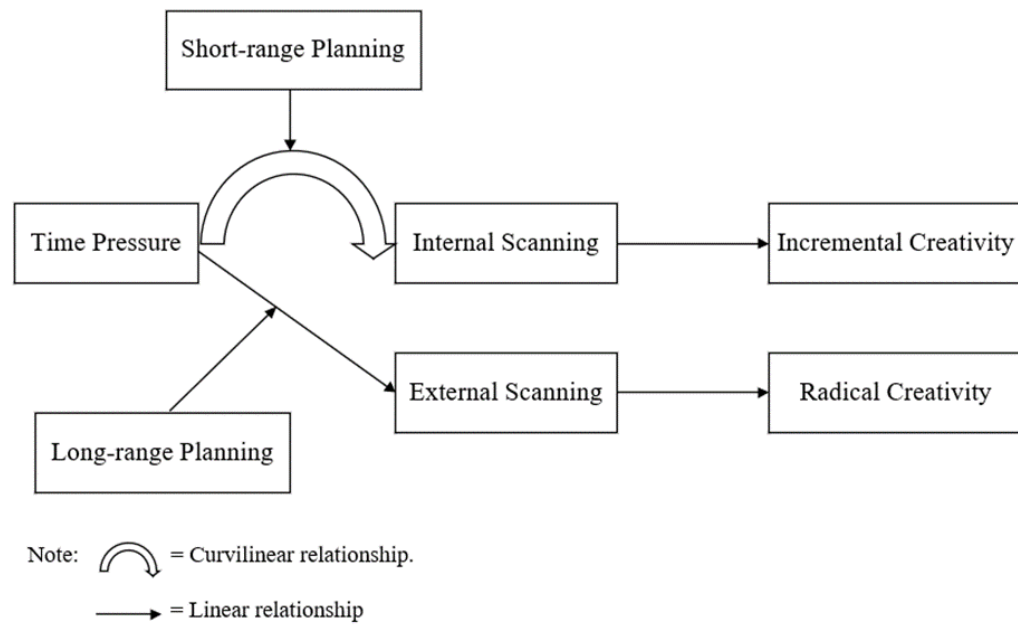 Short-range Planning
Time Pressure
Internal Scanning
Incremental Creativity
External Scanning
Radical Creativity
Long-range Planning
Note:
= Curvilinear relationship.
= Linear relationship